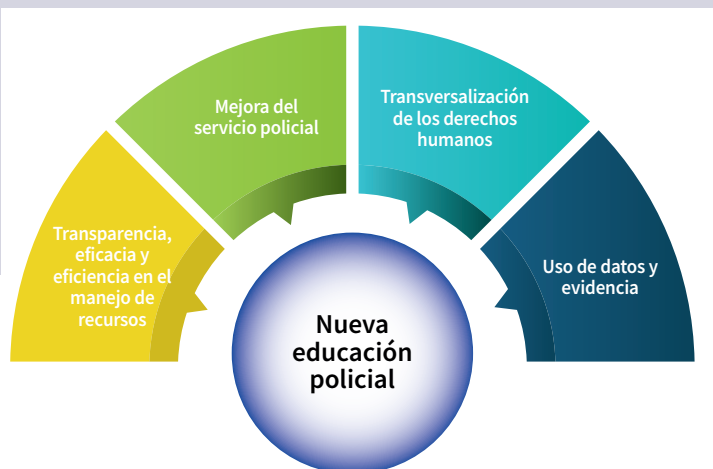 Transparencia,
eficacia y
eficiencia en el
manejo de
recursos
Mejora del
servicio policial
Transversalización
de los derechos
humanos
Uso de datos y
evidencia
Nueva
educación
policial